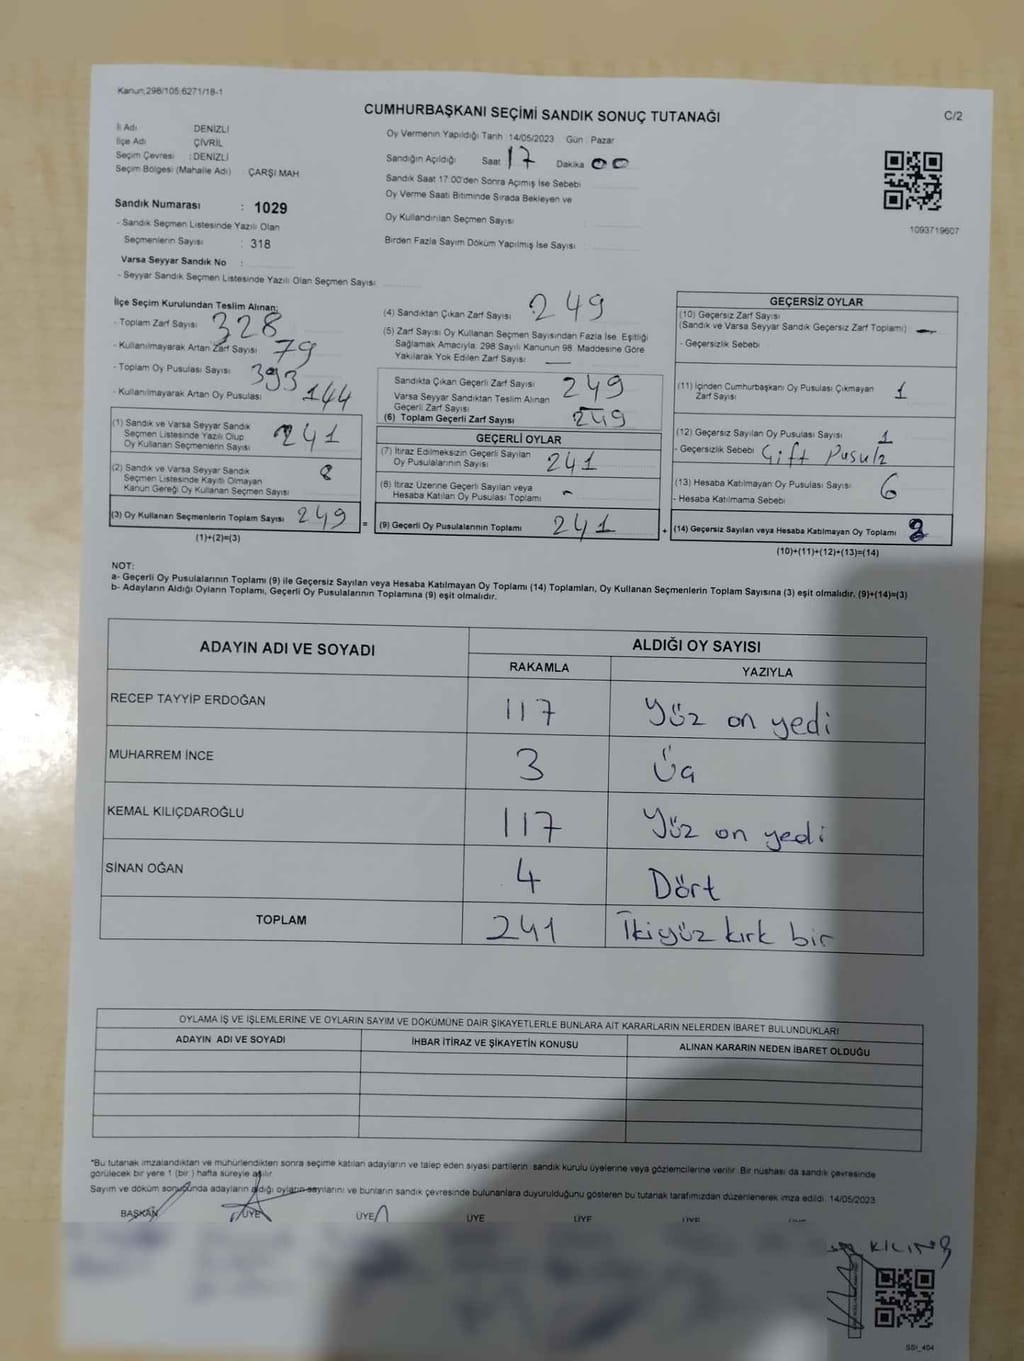 Kanun;298/105;6271/18-1
CUMHURBAŞKANI SEÇİMİ SANDIK SONUÇ TUTANAĞI
C/2
İl Adı DENİZLİ
İlçe Adı ÇİVRİL
Seçim Çevresi : DENİZLİ
Seçim Bölgesi (Mahalle Adı) : ÇARŞI MAH
Oy Vermenin Yapıldığı Tarih : 14/05/2023 Gün : Pazar
Sandığın Açıldığı Saat 17 Dakika 00
Sandık Saat 17:00'den Sonra Açımış İse Sebebi
Oy Verme Saati Bitiminde Sırada Bekleyen ve
Oy Kullandırılan Seçmen Sayısı
Birden Fazla Sayım Döküm Yapılmış İse Sayısı
1093719607
Sandık Numarası : 1029
- Sandık Seçmen Listesinde Yazılı Olan
Seçmenlerin Sayısı : 318
Varsa Seyyar Sandık No :
- Seyyar Sandık Seçmen Listesinde Yazılı Olan Seçmen Sayısı
İlçe Seçim Kurulundan Teslim Alınan;
- Toplam Zarf Sayısı 328
- Kullanılmayarak Artan Zarf Sayısı 79
- Toplam Oy Pusulası Sayısı 393
- Kullanılmayarak Artan Oy Pusulası 144
(1) Sandık ve Varsa Seyyar Sandık
Seçmen Listesinde Yazılı Olup
Oy Kullanan Seçmenlerin Sayısı 241
(2) Sandık ve Varsa Seyyar Sandık
Seçmen Listesinde Kayıtlı Olmayan
Kanun Gereği Oy Kullanan Seçmen Sayısı 8
(3) Oy Kullanan Seçmenlerin Toplam Sayısı 249 =
(1)+(2)=(3)
(4) Sandıktan Çıkan Zarf Sayısı 249
(5) Zarf Sayısı Oy Kullanan Seçmen Sayısından Fazla İse, Eşitliği
Sağlamak Amacıyla, 298 Sayılı Kanunun 98. Maddesine Göre
Yakılarak Yok Edilen Zarf Sayısı —
Sandıkta Çıkan Geçerli Zarf Sayısı 249
Varsa Seyyar Sandıktan Teslim Alınan
Geçerli Zarf Sayısı —
(6) Toplam Geçerli Zarf Sayısı 249
GEÇERLİ OYLAR
(7) İtiraz Edilmeksizin Geçerli Sayılan
Oy Pusulalarının Sayısı 241
(8) İtiraz Üzerine Geçerli Sayılan veya
Hesaba Katılan Oy Pusulası Toplamı -
(9) Geçerli Oy Pusulalarının Toplamı 241 +
GEÇERSİZ OYLAR
(10) Geçersiz Zarf Sayısı
(Sandık ve Varsa Seyyar Sandık Geçersiz Zarf Toplamı) —
- Geçersizlik Sebebi
(11) İçinden Cumhurbaşkanı Oy Pusulası Çıkmayan
Zarf Sayısı 1
(12) Geçersiz Sayılan Oy Pusulası Sayısı 1
- Geçersizlik Sebebi Çift Pusula
(13) Hesaba Katılmayan Oy Pusulası Sayısı 6
- Hesaba Katılmama Sebebi
(14) Geçersiz Sayılan veya Hesaba Katılmayan Oy Toplamı 8
(10)+(11)+(12)+(13)=(14)
NOT:
a- Geçerli Oy Pusulalarının Toplamı (9) ile Geçersiz Sayılan veya Hesaba Katılmayan Oy Toplamı (14) Toplamları, Oy Kullanan Seçmenlerin Toplam Sayısına (3) eşit olmalıdır. (9)+(14)=(3)
b- Adayların Aldığı Oyların Toplamı, Geçerli Oy Pusulalarının Toplamına (9) eşit olmalıdır.
ADAYIN ADI VE SOYADI ALDIĞI OY SAYISI
RAKAMLA YAZIYLA
RECEP TAYYİP ERDOĞAN 117 Yüz on yedi
MUHARREM İNCE 3 Üç
KEMAL KILIÇDAROĞLU 117 Yüz on yedi
SİNAN OĞAN 4 Dört
TOPLAM 241 İkiyüz kırk bir
OYLAMA İŞ VE İŞLEMLERİNE VE OYLARIN SAYIM VE DÖKÜMÜNE DAİR ŞİKAYETLERLE BUNLARA AİT KARARLARIN NELERDEN İBARET BULUNDUKLARI
ADAYIN ADI VE SOYADI İHBAR İTİRAZ VE ŞİKAYETİN KONUSU ALINAN KARARIN NEDEN İBARET OLDUĞU
*Bu tutanak imzalandıktan ve mühürlendikten sonra seçime katılan adayların ve talep eden siyasi partilerin sandık kurulu üyelerine veya gözlemcilerine verilir. Bir nüshası da sandık çevresinde
görülecek bir yere 1 (bir) hafta süreyle asılır.
Sayım ve döküm sonucunda adayların aldığı oyların sayılarını ve bunların sandık çevresinde bulunanlara duyurulduğunu gösteren bu tutanak tarafımızdan düzenlenerek imza edildi. 14/05/2023
BAŞKAN ÜYE ÜYE ÜYE ÜYE ÜYE
KILINÇ
SSI_404